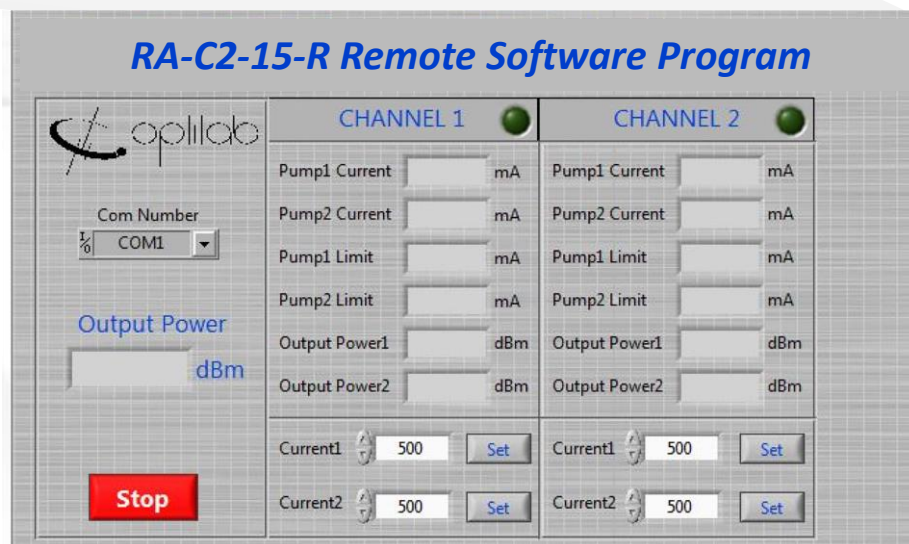 RA-C2-15-R Remote Software Program
optilab
Com Number
I/O COM1
Output Power
dBm
Stop
CHANNEL 1
Pump1 Current mA
Pump2 Current mA
Pump1 Limit mA
Pump2 Limit mA
Output Power1 dBm
Output Power2 dBm
Current1 500 Set
Current2 500 Set
CHANNEL 2
Pump1 Current mA
Pump2 Current mA
Pump1 Limit mA
Pump2 Limit mA
Output Power1 dBm
Output Power2 dBm
Current1 500 Set
Current2 500 Set